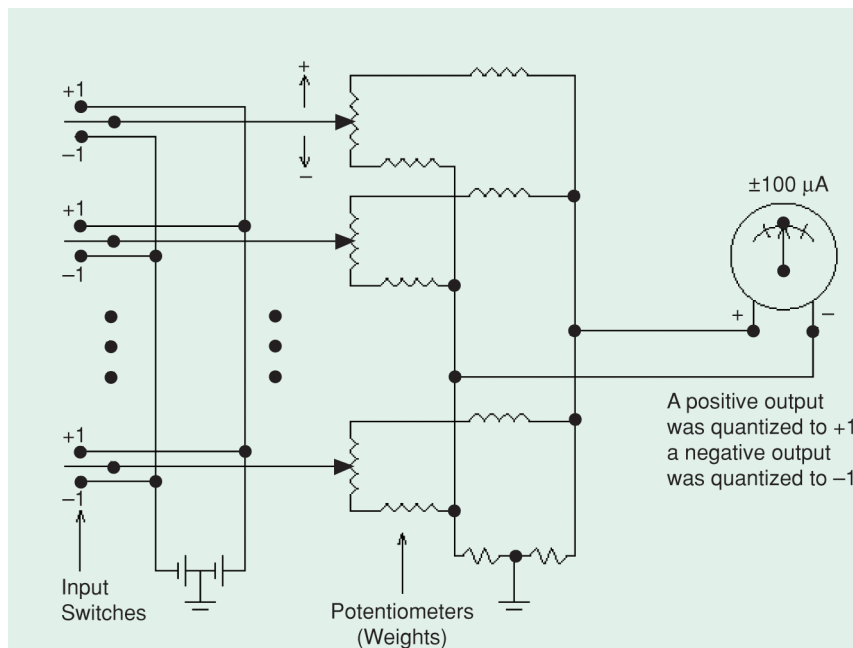 +
+1
−1
−
±100 μA
+1
−1
+ −
A positive output
was quantized to +1
a negative output
was quantized to −1
+1
−1
Input
Switches
Potentiometers
(Weights)